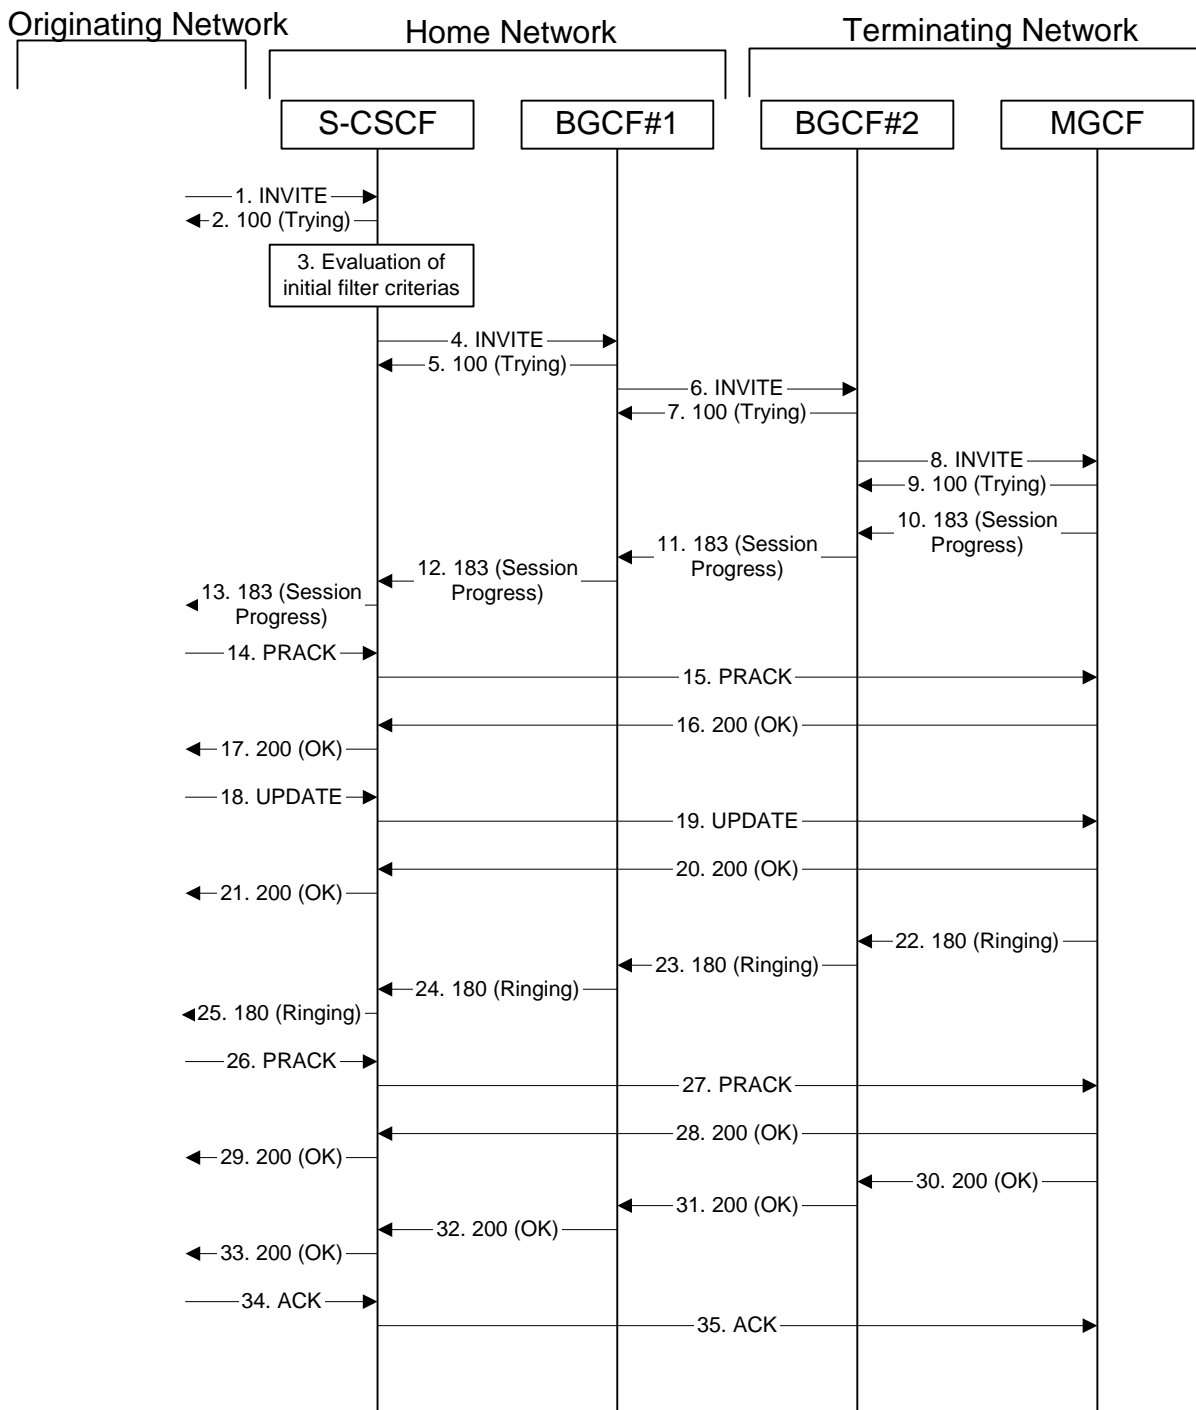 Originating Network
Home Network
Terminating Network
S-CSCF
BGCF#1
BGCF#2
MGCF
1. INVITE
2. 100 (Trying)
3. Evaluation of
initial filter criterias
4. INVITE
5. 100 (Trying)
6. INVITE
7. 100 (Trying)
8. INVITE
9. 100 (Trying)
10. 183 (Session
Progress)
11. 183 (Session
Progress)
12. 183 (Session
Progress)
13. 183 (Session
Progress)
14. PRACK
15. PRACK
16. 200 (OK)
17. 200 (OK)
18. UPDATE
19. UPDATE
20. 200 (OK)
21. 200 (OK)
22. 180 (Ringing)
23. 180 (Ringing)
24. 180 (Ringing)
25. 180 (Ringing)
26. PRACK
27. PRACK
28. 200 (OK)
29. 200 (OK)
30. 200 (OK)
31. 200 (OK)
32. 200 (OK)
33. 200 (OK)
34. ACK
35. ACK